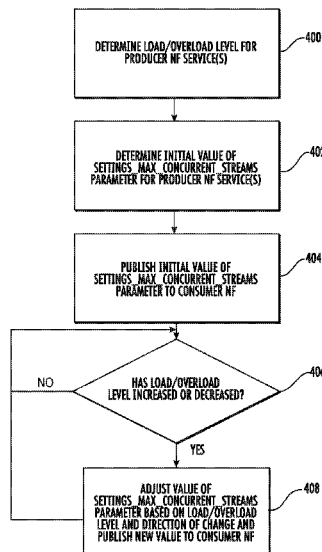 DETERMINE LOAD/OVERLOAD LEVEL FOR
PRODUCER NF SERVICE(S)
400
DETERMINE INITIAL VALUE OF
SETTINGS_MAX_CONCURRENT_STREAMS
PARAMETER FOR PRODUCER NF SERVICE(S)
402
PUBLISH INITIAL VALUE OF
SETTINGS_MAX_CONCURRENT_STREAMS
PARAMETER TO CONSUMER NF
404
HAS LOAD/OVERLOAD
LEVEL INCREASED OR DECREASED?
406
NO
YES
ADJUST VALUE OF
SETTINGS_MAX_CONCURRENT_STREAMS
PARAMETER BASED ON LOAD/OVERLOAD
LEVEL AND DIRECTION OF CHANGE AND
PUBLISH NEW VALUE TO CONSUMER NF
408